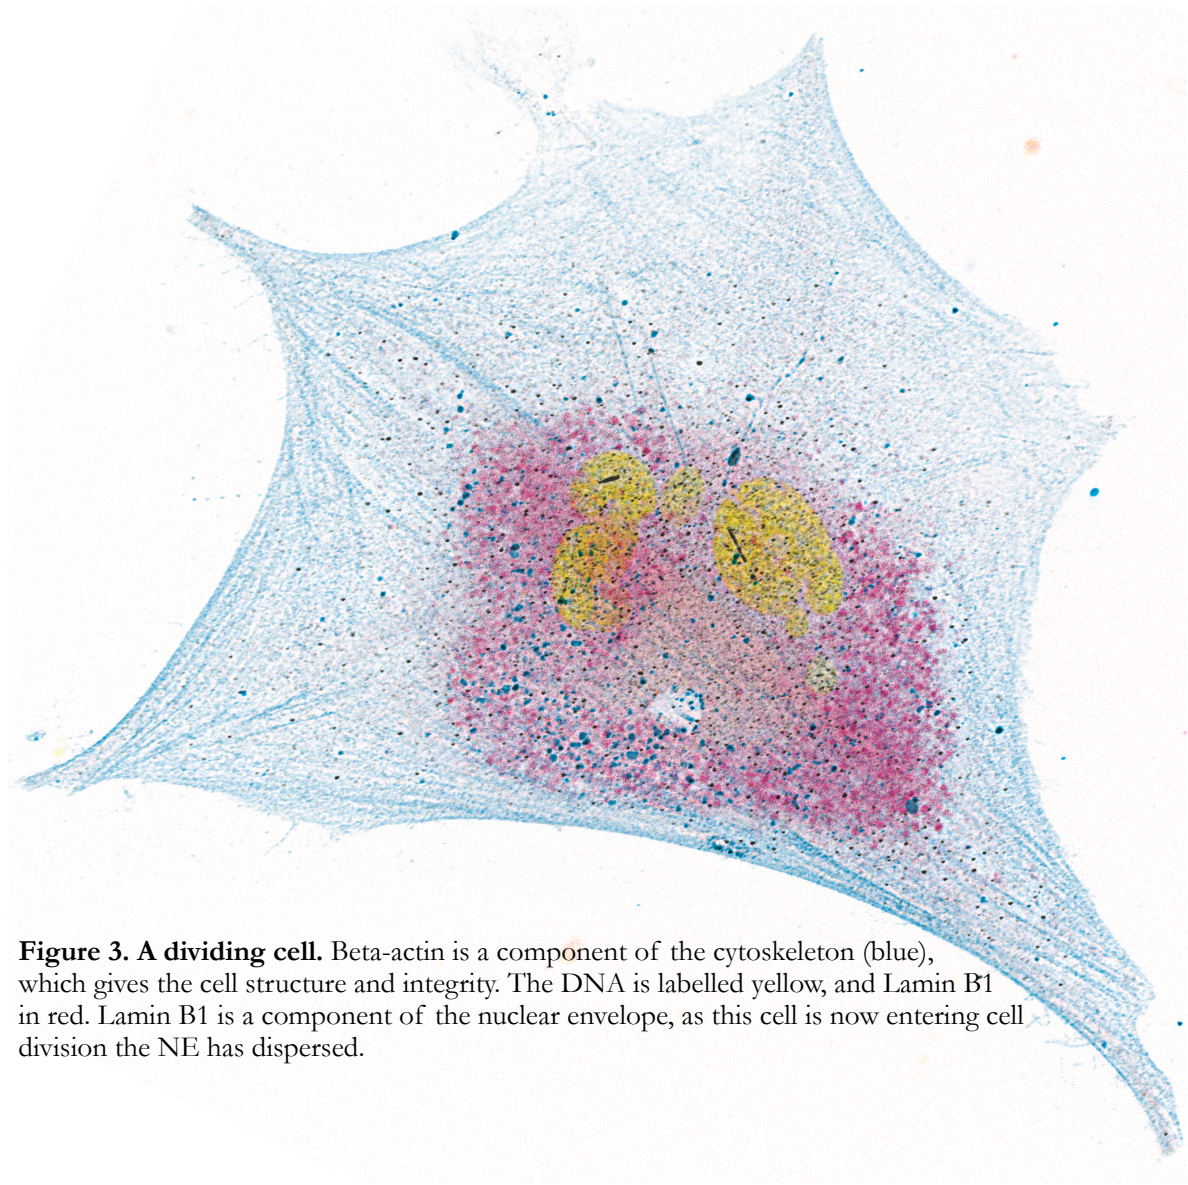 Figure 3. A dividing cell. Beta-actin is a component of the cytoskeleton (blue),
which gives the cell structure and integrity. The DNA is labelled yellow, and Lamin B1
in red. Lamin B1 is a component of the nuclear envelope, as this cell is now entering cell
division the NE has dispersed.